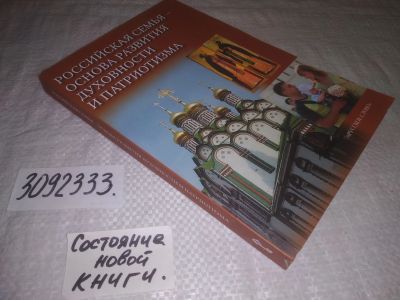 РОССИЙСКАЯ СЕМЬЯ –
ОСНОВА РАЗВИТИЯ
ДУХОВНОСТИ
И ПАТРИОТИЗМА
3092333.
Состояние
новой
книги.